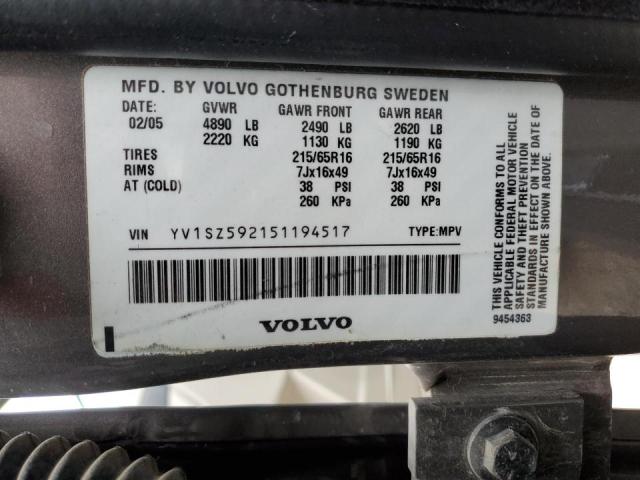 MFD. BY VOLVO GOTHENBURG SWEDEN
DATE: GVWR GAWR FRONT GAWR REAR
02/05 4890 LB 2490 LB 2620 LB
2220 KG 1130 KG 1190 KG
TIRES 215/65R16 215/65R16
RIMS 7Jx16x49 7Jx16x49
AT (COLD) 38 PSI 38 PSI
260 KPa 260 KPa
VIN YV1SZ592151194517 TYPE:MPV
VOLVO
THIS VEHICLE CONFORMS TO ALL
APPLICABLE FEDERAL MOTOR VEHICLE
SAFETY AND THEFT PREVENTION
STANDARDS IN EFFECT ON THE DATE OF
MANUFACTURE SHOWN ABOVE.
9454363